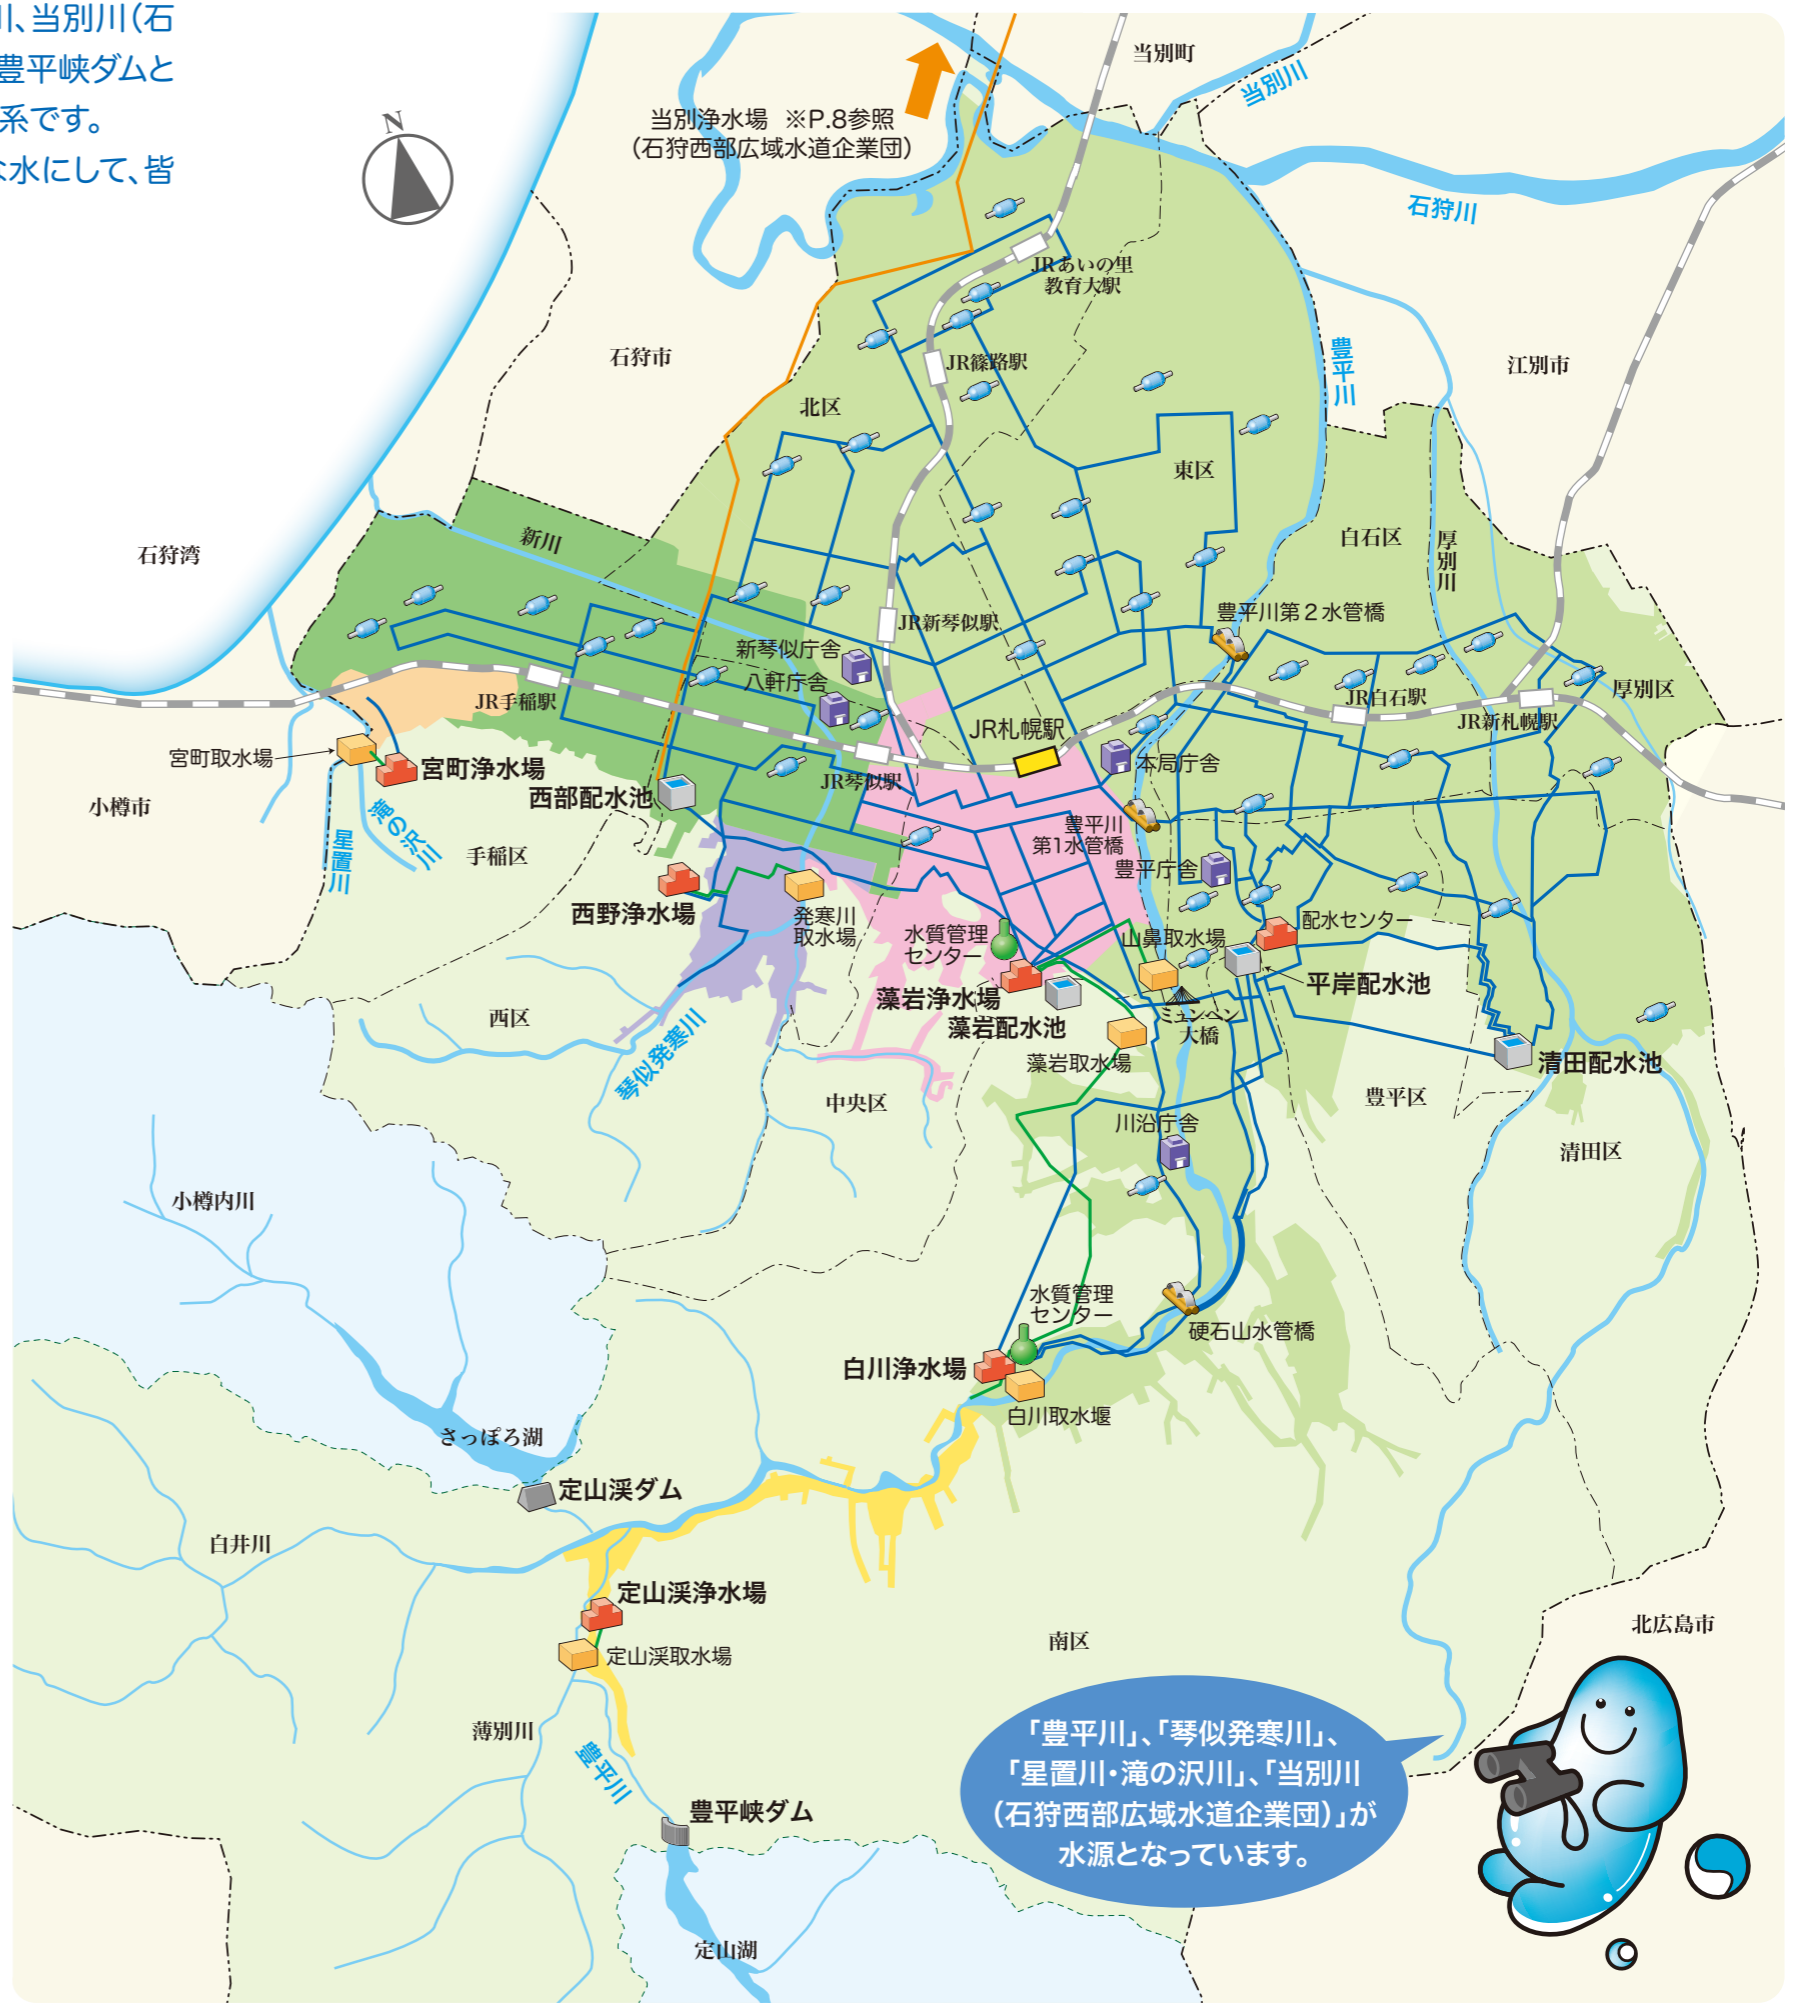 川、当別川（石
豊平峡ダムと
系です。
な水にして、皆
N
当別町
当別川
当別浄水場 ※P.8参照
（石狩西部広域水道企業団）
石狩川
JRあいの里
教育大駅
石狩市
JR篠路駅
豊平川
江別市
北区
東区
白石区
厚別川
新川
石狩湾
豊平川第2水管橋
JR新琴似駅
新琴似庁舎
八軒庁舎
JR手稲駅
JR白石駅
厚別区
JR新札幌駅
JR札幌駅
宮町取水場
宮町浄水場
本局庁舎
JR琴似駅
西部配水池
小樽市
滝の沢川
星置川
手稲区
豊平川
第1水管橋
豊平庁舎
西野浄水場
発寒川
取水場
水質管理
センター
山鼻取水場
配水センター
平岸配水池
藻岩浄水場
藻岩配水池
ミュンヘン
大橋
西区
琴似発寒川
藻岩取水場
清田配水池
中央区
豊平区
川沿庁舎
清田区
小樽内川
水質管理
センター
硬石山水管橋
白川浄水場
白川取水堰
さっぽろ湖
定山渓ダム
白井川
定山渓浄水場
定山渓取水場
南区
北広島市
薄別川
豊平川
豊平峡ダム
定山湖
「豊平川」、「琴似発寒川」、
「星置川・滝の沢川」、「当別川
（石狩西部広域水道企業団）」が
水源となっています。